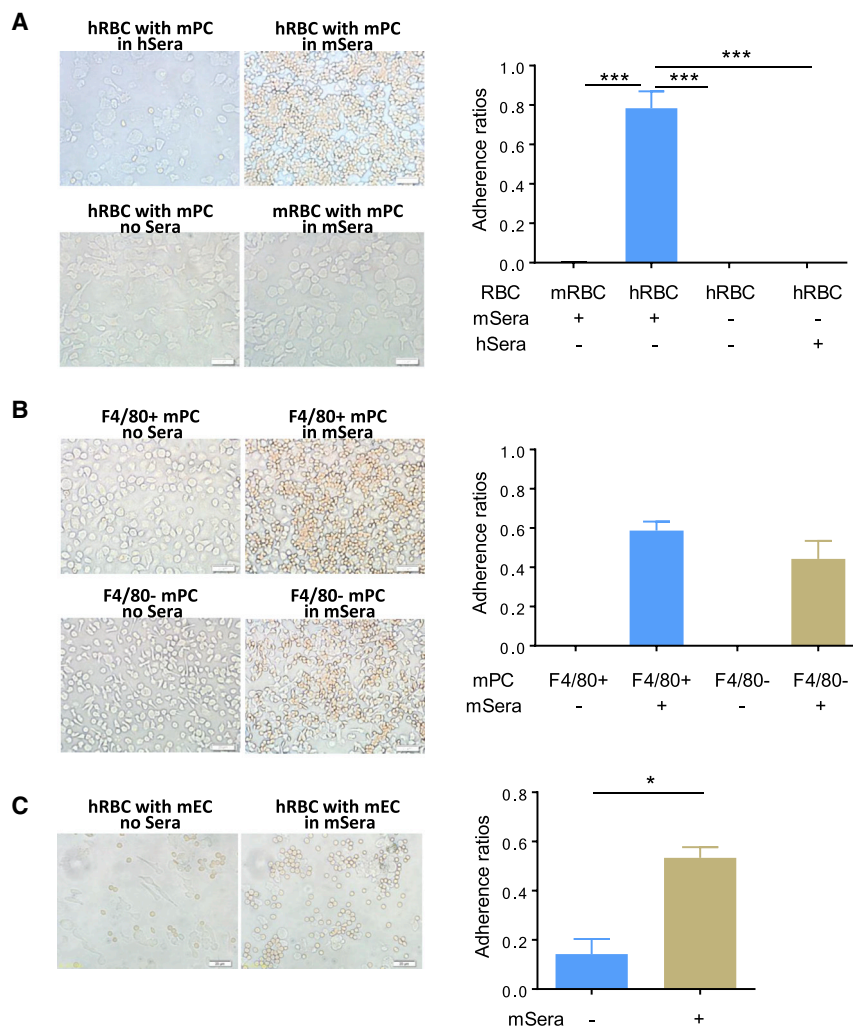 A
hRBC with mPC
in hSera
hRBC with mPC
in mSera
hRBC with mPC
no Sera
mRBC with mPC
in mSera
Adherence ratios
1.0
0.8
0.6
0.4
0.2
0.0
***
***
***
RBC mRBC hRBC hRBC hRBC
mSera + + - -
hSera - - - +
B
F4/80+ mPC
no Sera
F4/80+ mPC
in mSera
F4/80- mPC
no Sera
F4/80- mPC
in mSera
Adherence ratios
1.0
0.8
0.6
0.4
0.2
0.0
mPC F4/80+ F4/80+ F4/80- F4/80-
mSera - + - +
C
hRBC with mEC
no Sera
hRBC with mEC
in mSera
Adherence ratios
0.8
0.6
0.4
0.2
0.0
*
mSera - +